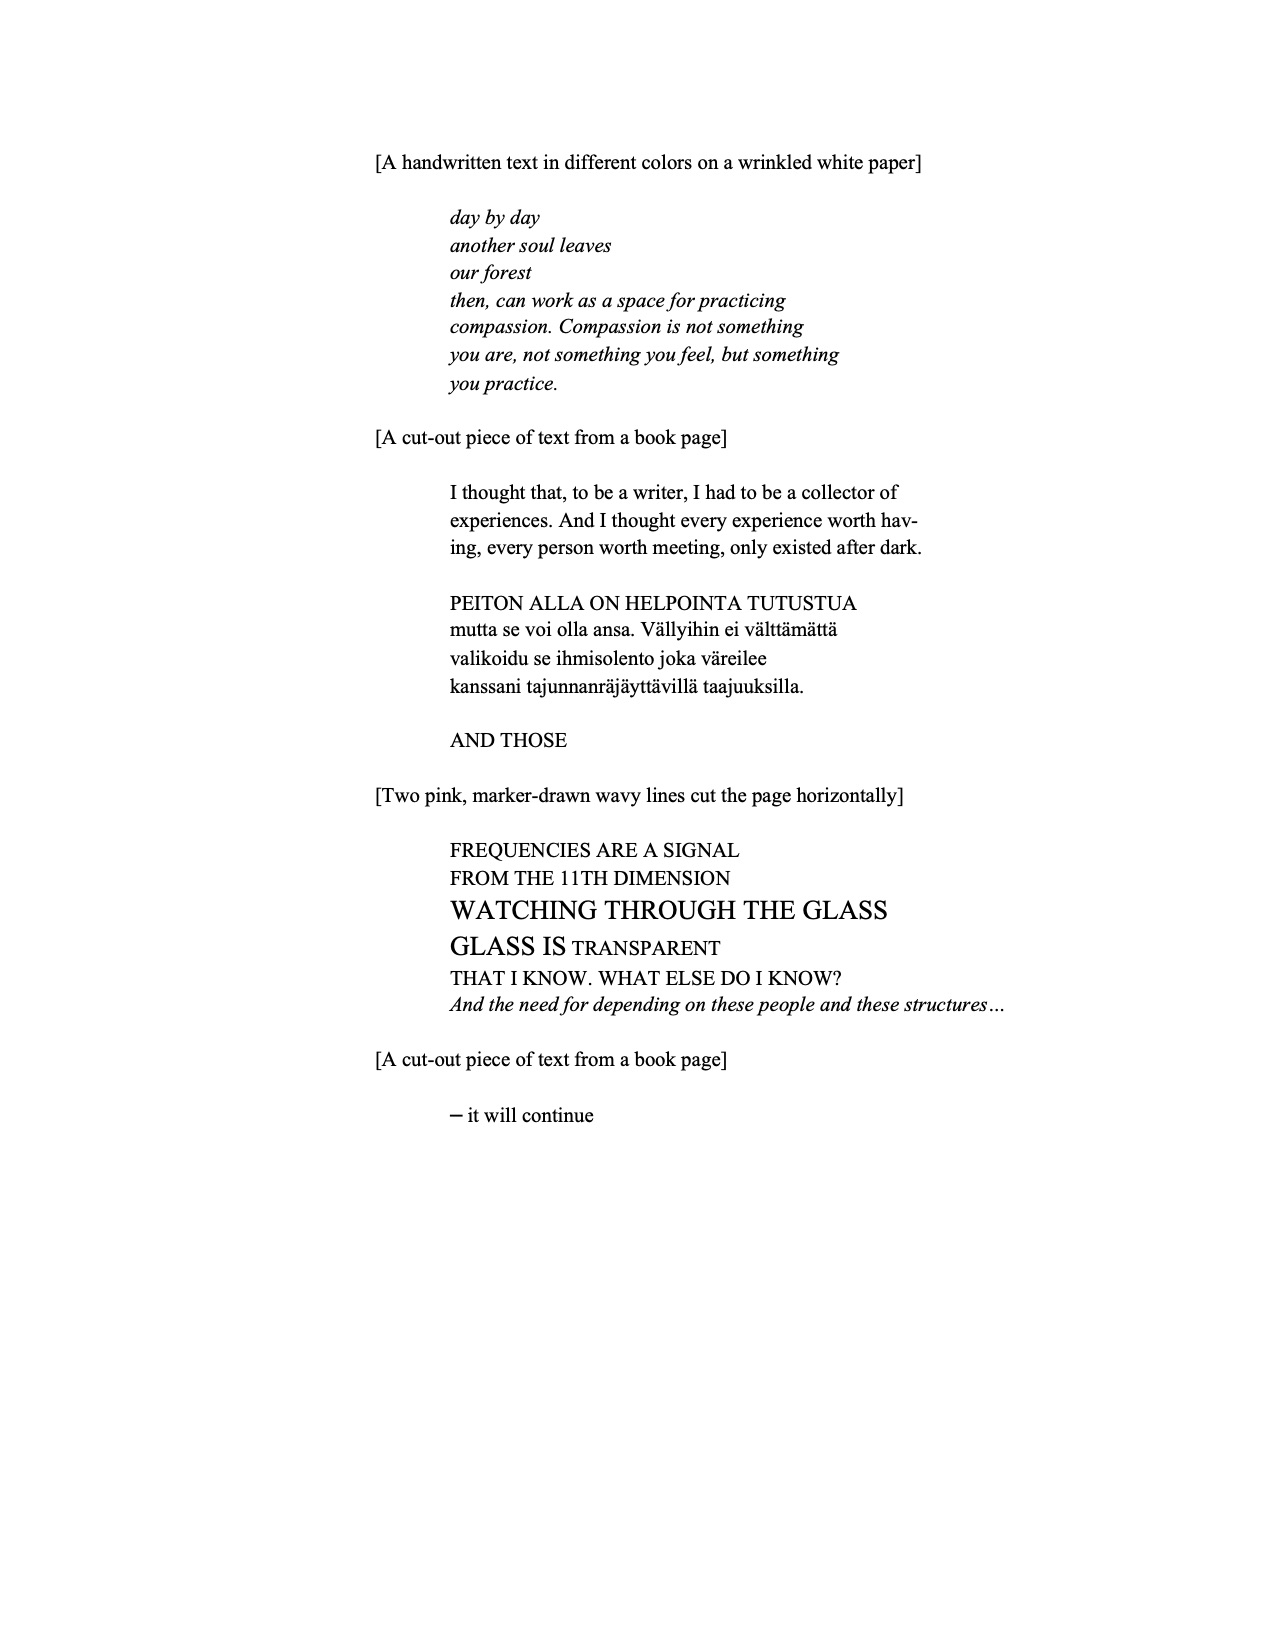 [A handwritten text in different colors on a wrinkled white paper]
day by day
another soul leaves
our forest
then, can work as a space for practicing
compassion. Compassion is not something
you are, not something you feel, but something
you practice.
[A cut-out piece of text from a book page]
I thought that, to be a writer, I had to be a collector of
experiences. And I thought every experience worth hav-
ing, every person worth meeting, only existed after dark.
PEITON ALLA ON HELPOINTA TUTUSTUA
mutta se voi olla ansa. Vällyihin ei välttämättä
valikoidu se ihmisolento joka väreilee
kanssani tajunnanräjäyttävillä taajuuksilla.
AND THOSE
[Two pink, marker-drawn wavy lines cut the page horizontally]
FREQUENCIES ARE A SIGNAL
FROM THE 11TH DIMENSION
WATCHING THROUGH THE GLASS
GLASS IS TRANSPARENT
THAT I KNOW. WHAT ELSE DO I KNOW?
And the need for depending on these people and these structures…
[A cut-out piece of text from a book page]
– it will continue